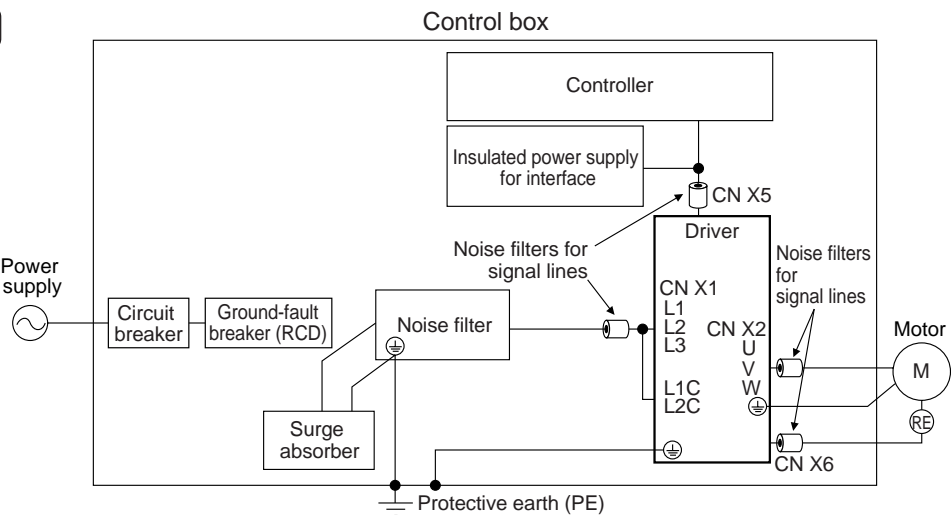 Control box
Controller
Insulated power supply
for interface
CN X5
Driver
Noise filters for
signal lines
Noise filters
for
signal lines
Power
supply
Circuit
breaker
Ground-fault
breaker (RCD)
Noise filter
CN X1
L1
L2
L3
CN X2
U
V
W
L1C
L2C
Motor
M
RE
Surge
absorber
CN X6
Protective earth (PE)